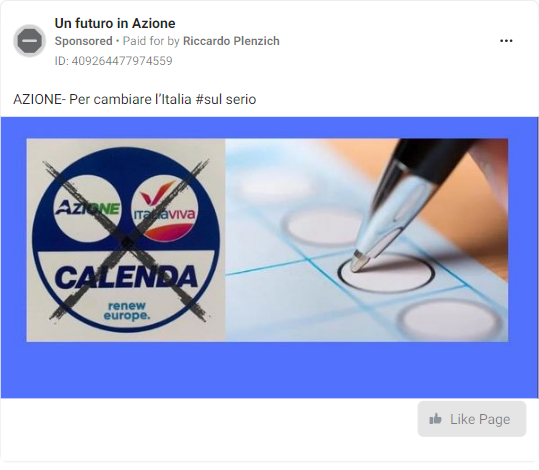 Un futuro in Azione
Sponsored • Paid for by Riccardo Plenzich
ID: 409264477974559
AZIONE- Per cambiare l’Italia #sul serio
AZIONE
ITALIAVIVA
CALENDA
renew
europe.
Like Page